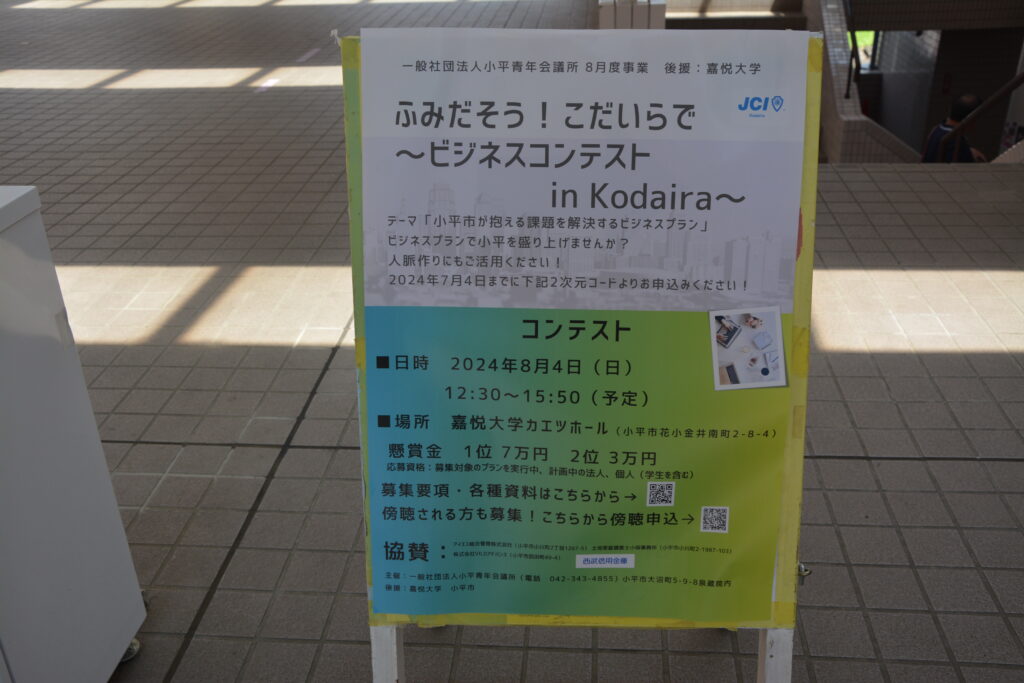 一般社団法人小平青年会議所 8月度事業 後援：嘉悦大学
JCI
Kodaira
ふみだそう！こだいらで
～ビジネスコンテスト
in Kodaira～
テーマ「小平市が抱える課題を解決するビジネスプラン」
ビジネスプランで小平を盛り上げませんか？
人脈作りにもご活用ください！
2024年7月4日までに下記2次元コードよりお申込みください！
コンテスト
■日時 2024年8月4日（日）
12:30～15:50（予定）
■場所 嘉悦大学カエツホール（小平市花小金井南町2-8-4）
懸賞金 1位 7万円 2位 3万円
応募資格：募集対象のプランを実行中、計画中の法人、個人（学生を含む）
募集要項・各種資料はこちらから→
傍聴される方も募集！こちらから傍聴申込→
協賛：
西武信用金庫
主催：一般社団法人小平青年会議所（電話 042-343-4855）小平市大沼町5-9-8泉蔵院内
後援：嘉悦大学 小平市